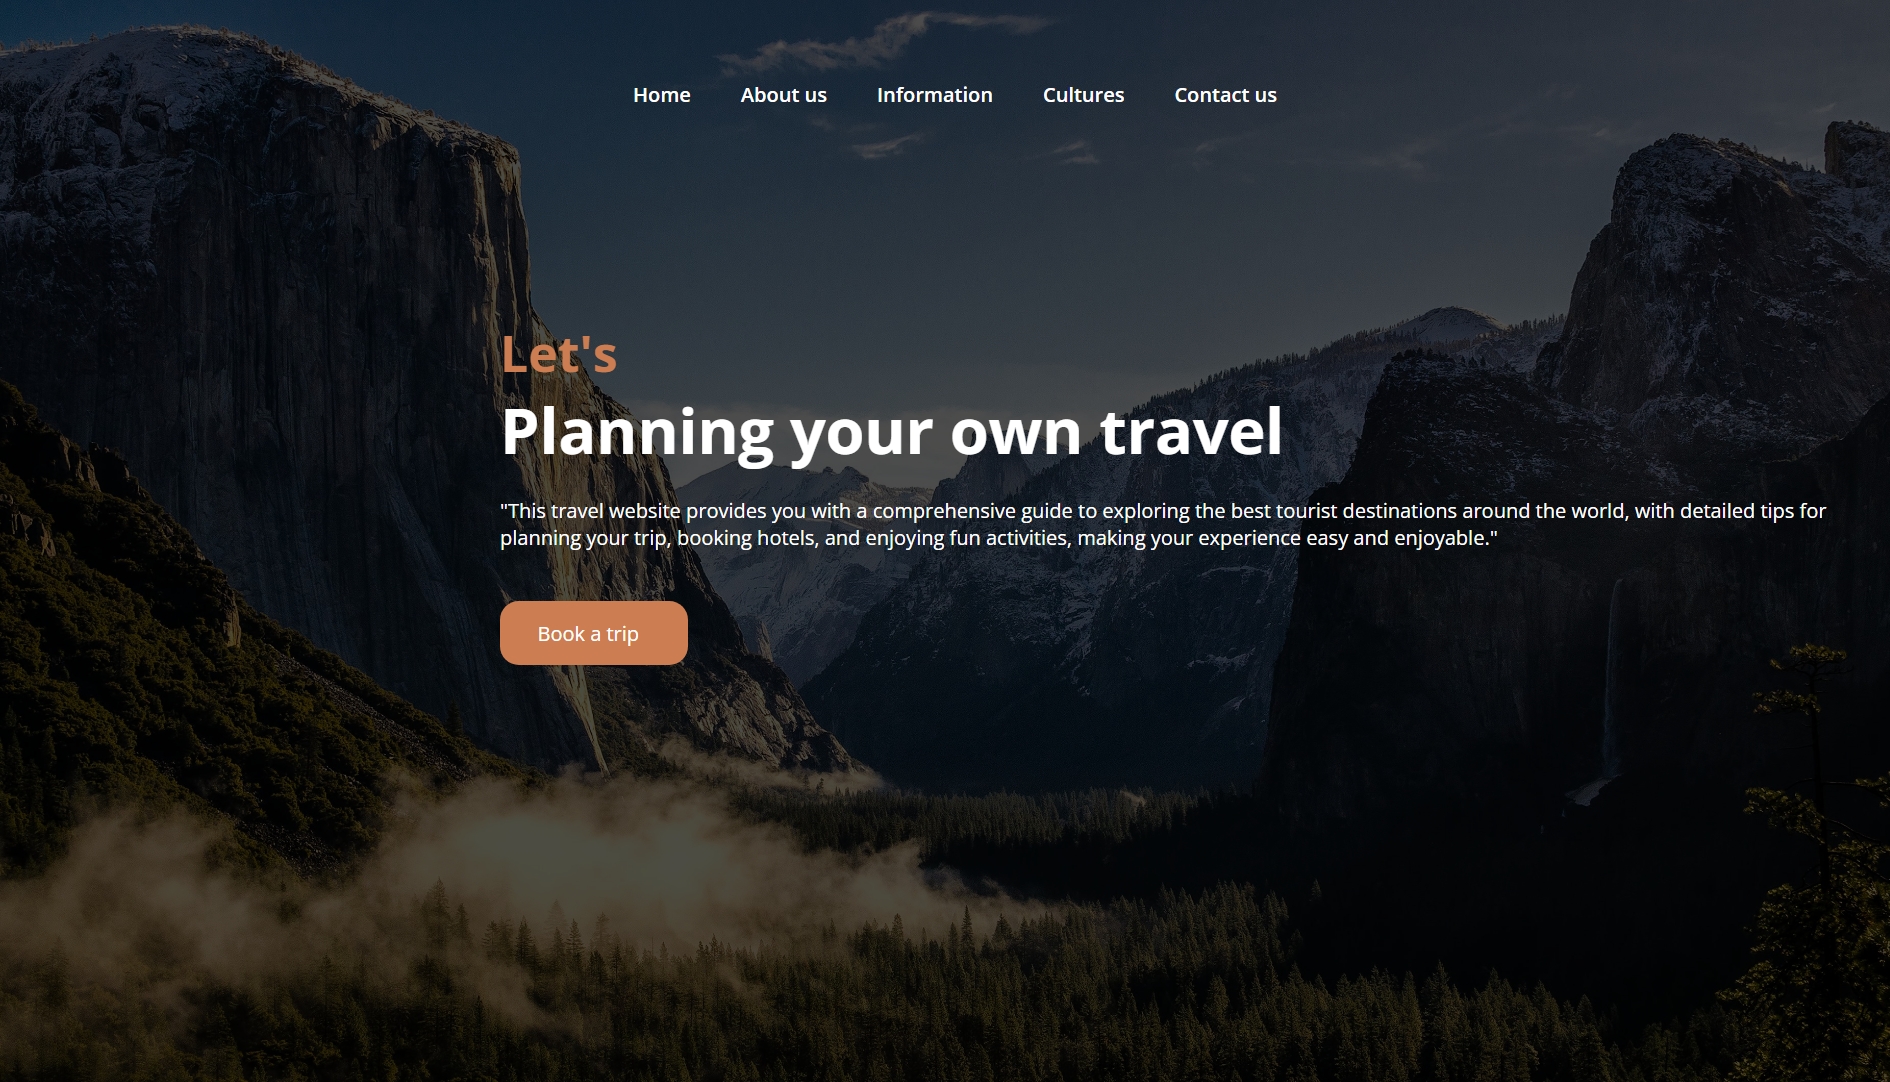 Home About us Information Cultures Contact us
Let's
Planning your own travel
"This travel website provides you with a comprehensive guide to exploring the best tourist destinations around the world, with detailed tips for
planning your trip, booking hotels, and enjoying fun activities, making your experience easy and enjoyable."
Book a trip